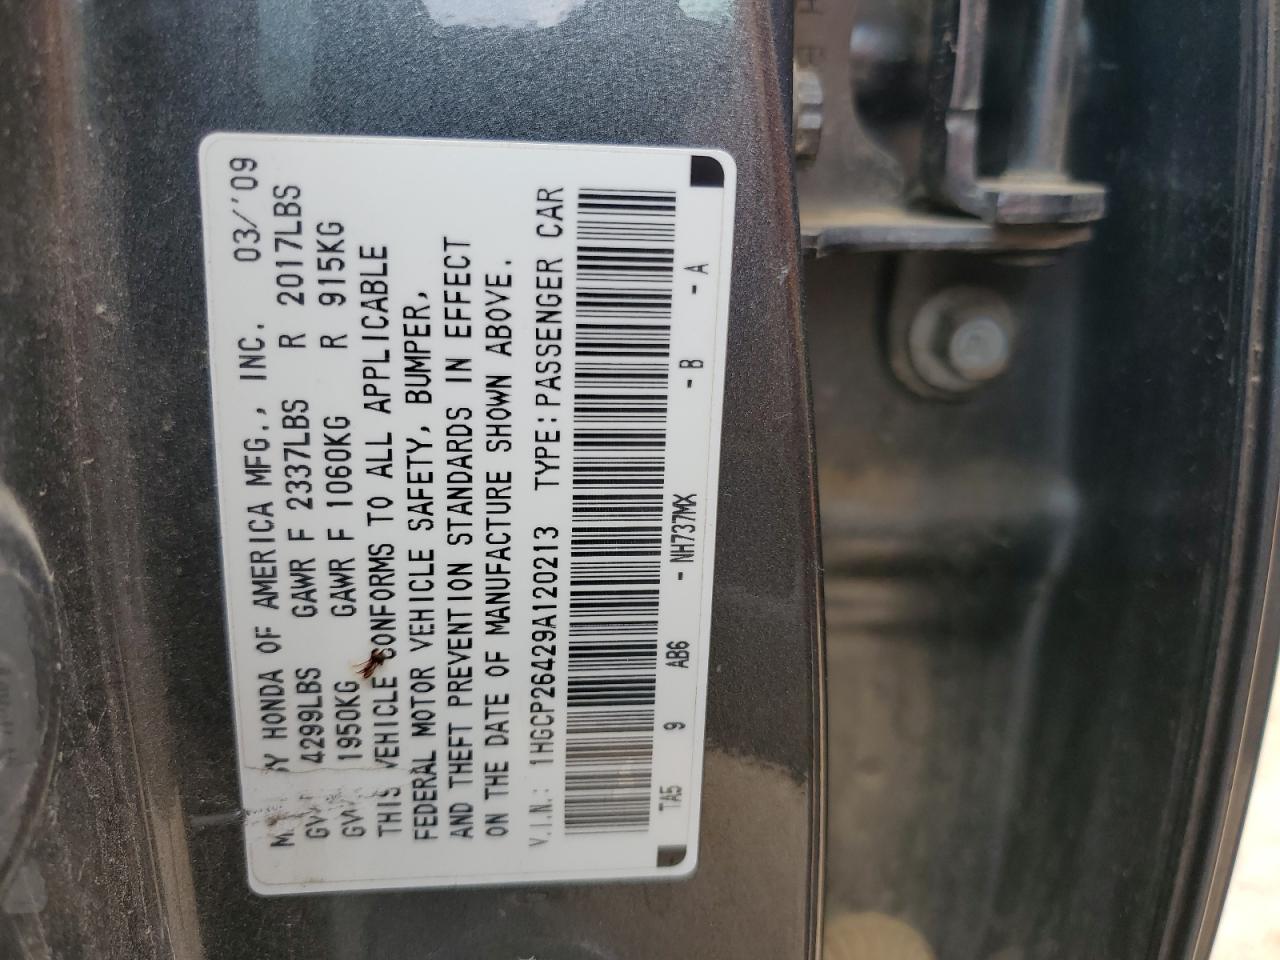 HONDA OF AMERICA MFG., INC. 03/'09
4299LBS GAWR F 2337LBS R 2017LBS
1950KG GAWR F 1060KG R 915KG
THIS VEHICLE CONFORMS TO ALL APPLICABLE
FEDERAL MOTOR VEHICLE SAFETY, BUMPER,
AND THEFT PREVENTION STANDARDS IN EFFECT
ON THE DATE OF MANUFACTURE SHOWN ABOVE.
V.I.N.: 1HGCP26429A120213 TYPE:PASSENGER CAR
TA5 9 AB6 - NH737MX - B - A